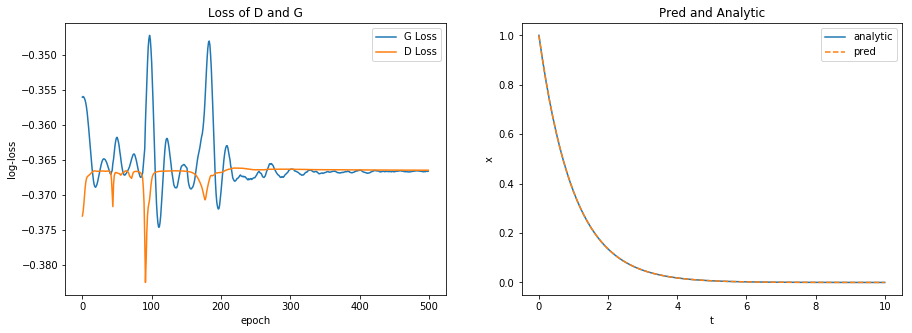 Loss of D and G
G Loss
D Loss
−0.350
−0.355
−0.360
−0.365
−0.370
−0.375
−0.380
log-loss
0
100
200
300
400
500
epoch
Pred and Analytic
analytic
pred
1.0
0.8
0.6
0.4
0.2
0.0
x
0
2
4
6
8
10
t